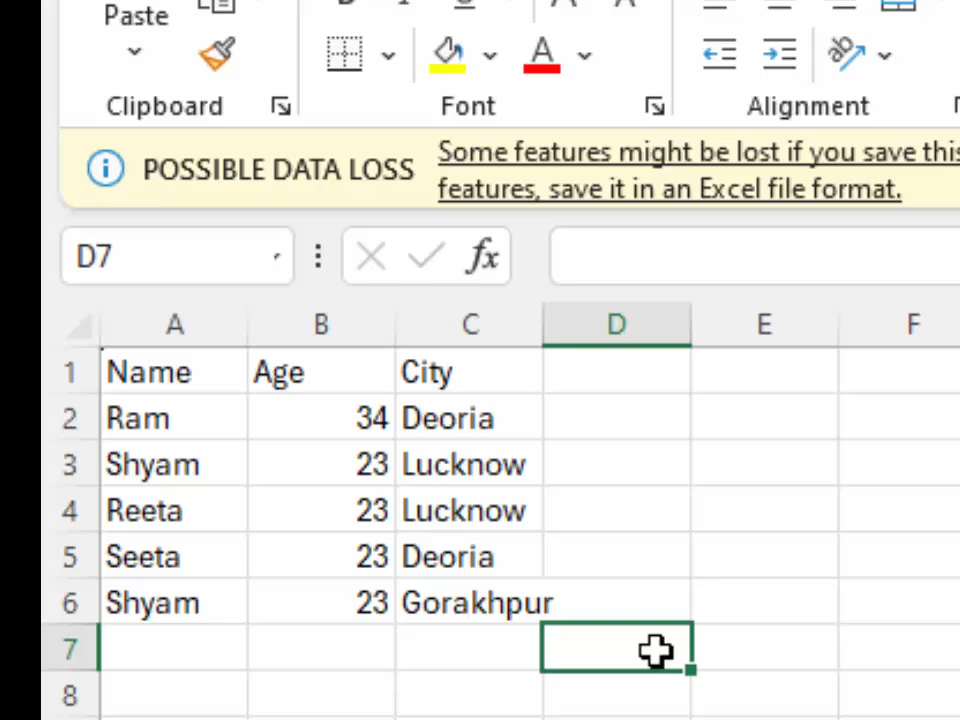 Paste
Clipboard
Font
Alignment
POSSIBLE DATA LOSS
Some features might be lost if you save this
features, save it in an Excel file format.
D7
fx
A B C D E F
1 Name Age City
2 Ram 34 Deoria
3 Shyam 23 Lucknow
4 Reeta 23 Lucknow
5 Seeta 23 Deoria
6 Shyam 23 Gorakhpur
7
8